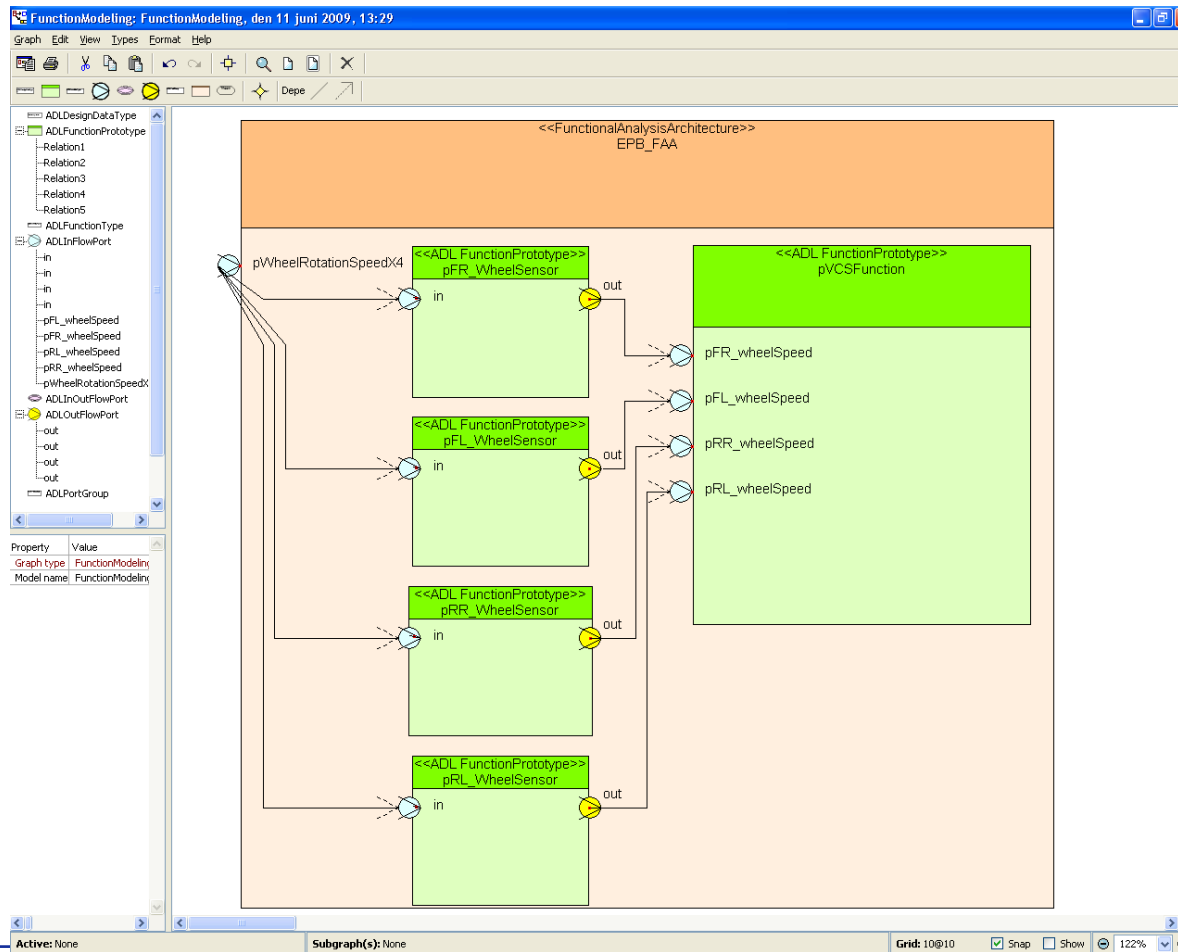 FunctionModeling: FunctionModeling, den 11 juni 2009, 13:29
Graph Edit View Types Format Help
Depe
ADLDesignDataType
ADLFunctionPrototype
Relation1
Relation2
Relation3
Relation4
Relation5
ADLFunctionType
ADLInFlowPort
in
in
in
in
pFL_wheelSpeed
pFR_wheelSpeed
pRL_wheelSpeed
pRR_wheelSpeed
pWheelRotationSpeedX
ADLInOutFlowPort
ADLOutFlowPort
out
out
out
out
ADLPortGroup
Property Value
Graph type FunctionModeling
Model name FunctionModeling
<<FunctionalAnalysisArchitecture>>
EPB_FAA
pWheelRotationSpeedX4
<<ADL FunctionPrototype>>
pFR_WheelSensor
in
out
<<ADL FunctionPrototype>>
pFL_WheelSensor
in
out
<<ADL FunctionPrototype>>
pRR_WheelSensor
in
out
<<ADL FunctionPrototype>>
pRL_WheelSensor
in
out
<<ADL FunctionPrototype>>
pVCSFunction
pFR_wheelSpeed
pFL_wheelSpeed
pRR_wheelSpeed
pRL_wheelSpeed
Active: None Subgraph(s): None Grid: 10@10 Snap Show 122%